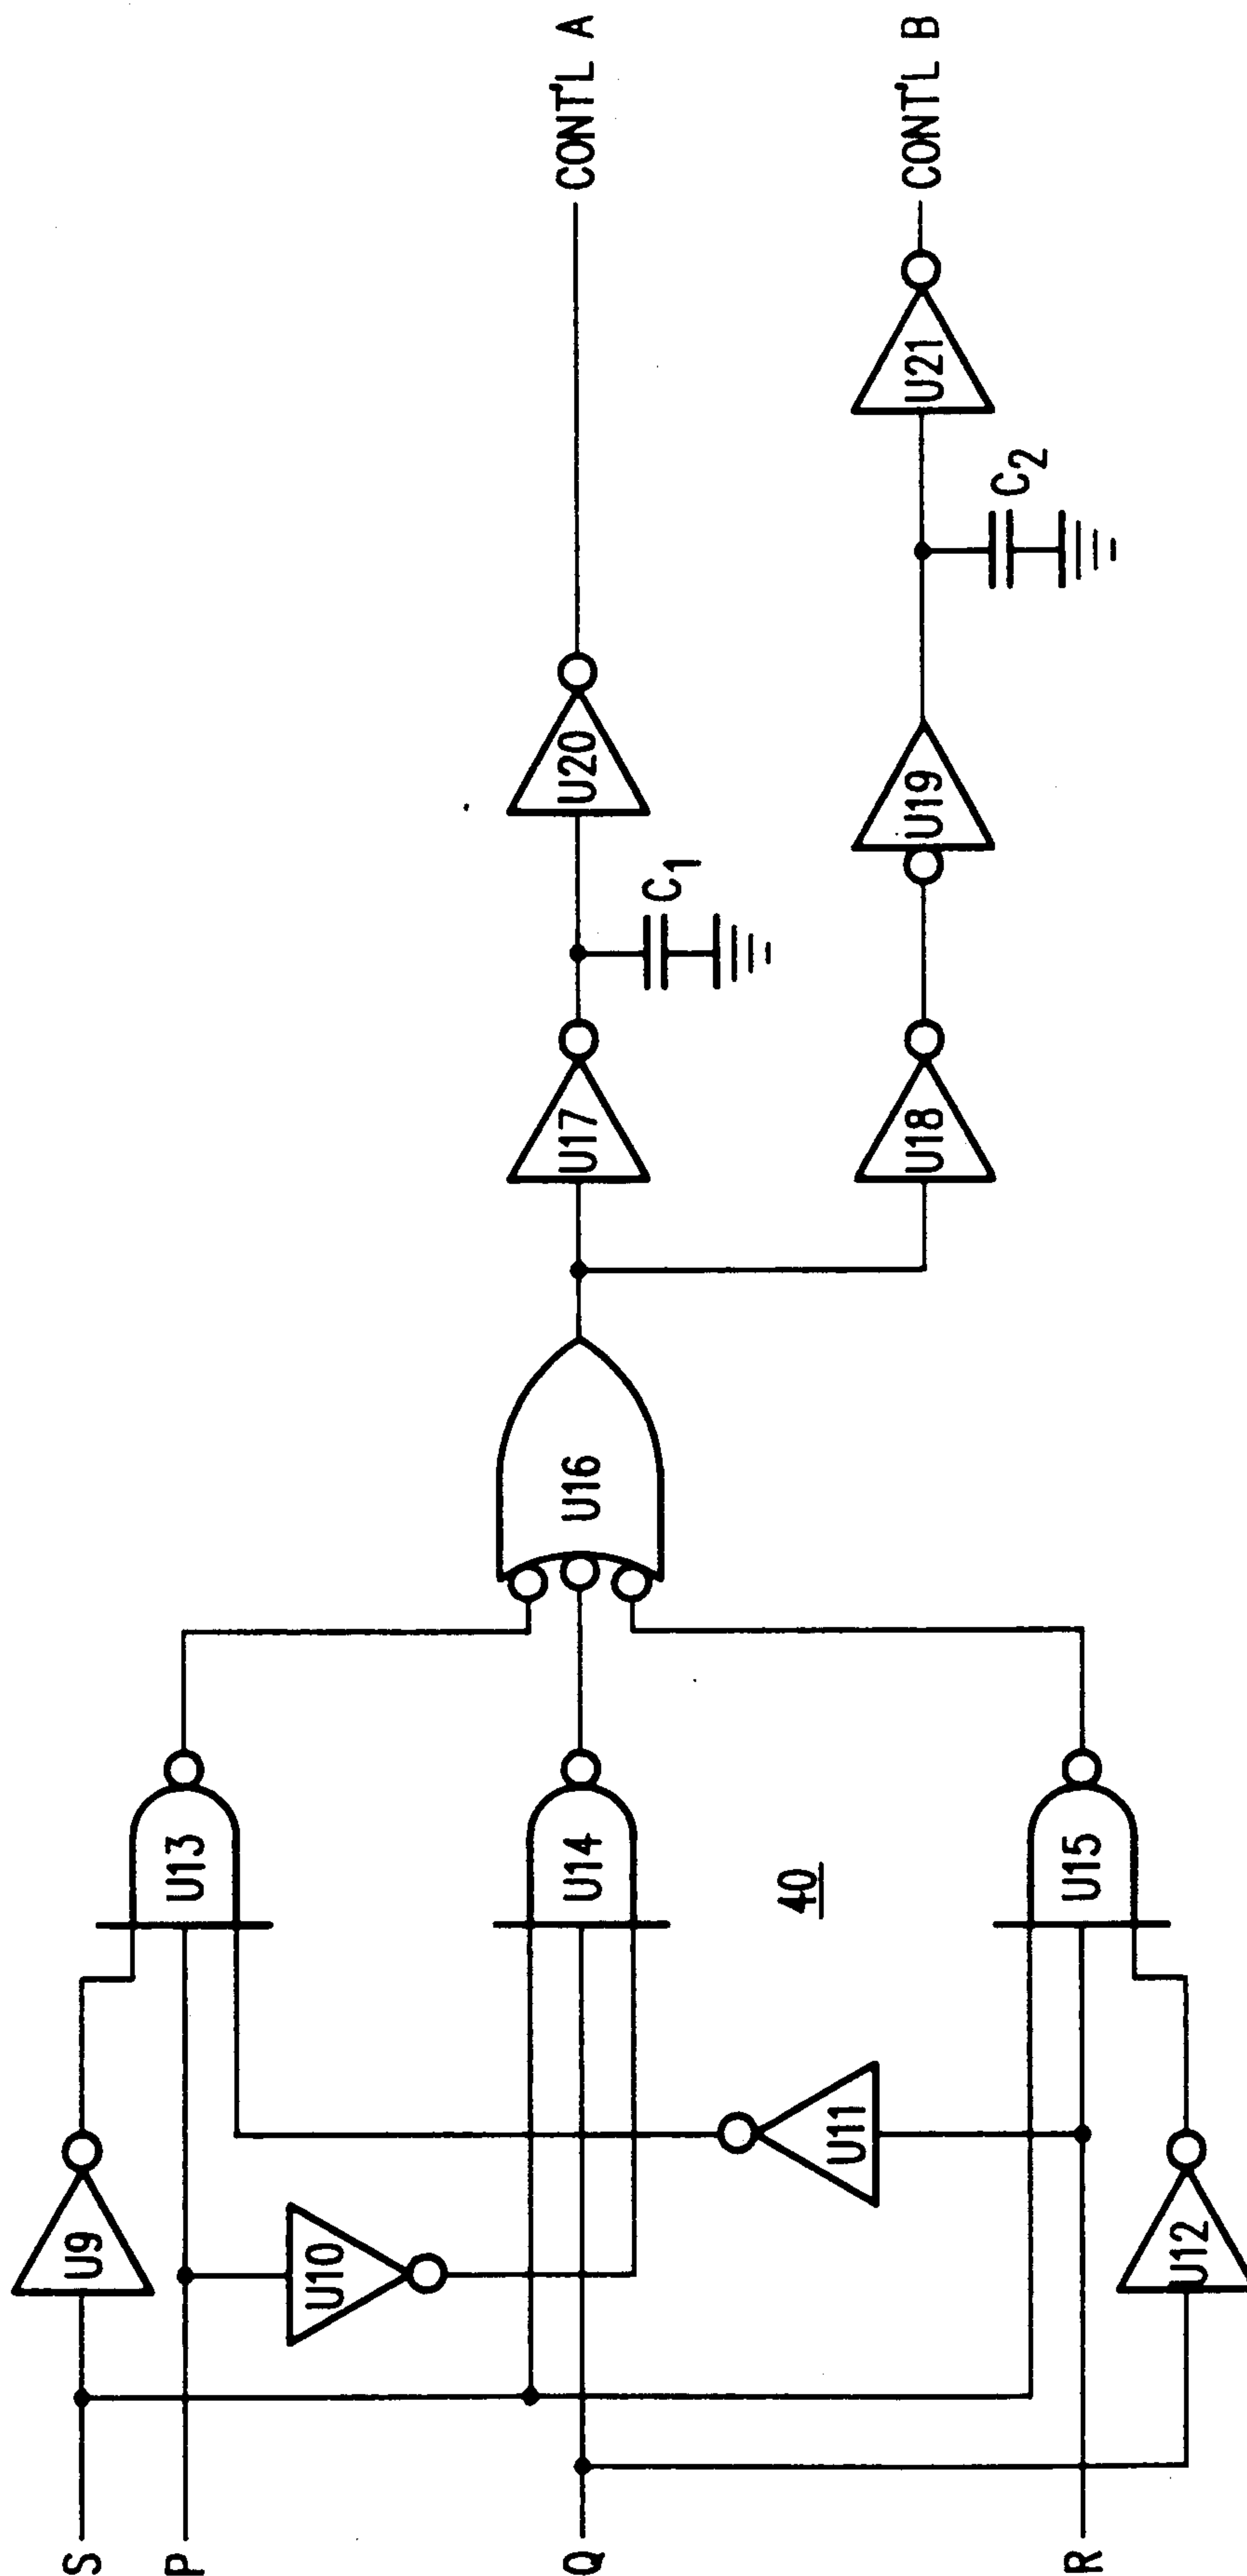 S
P
Q
R
U9
U10
U11
U12
U13
U14
U15
40
U16
U17
U18
C1
U19
U20
C2
U21
CONT'L A
CONT'L B